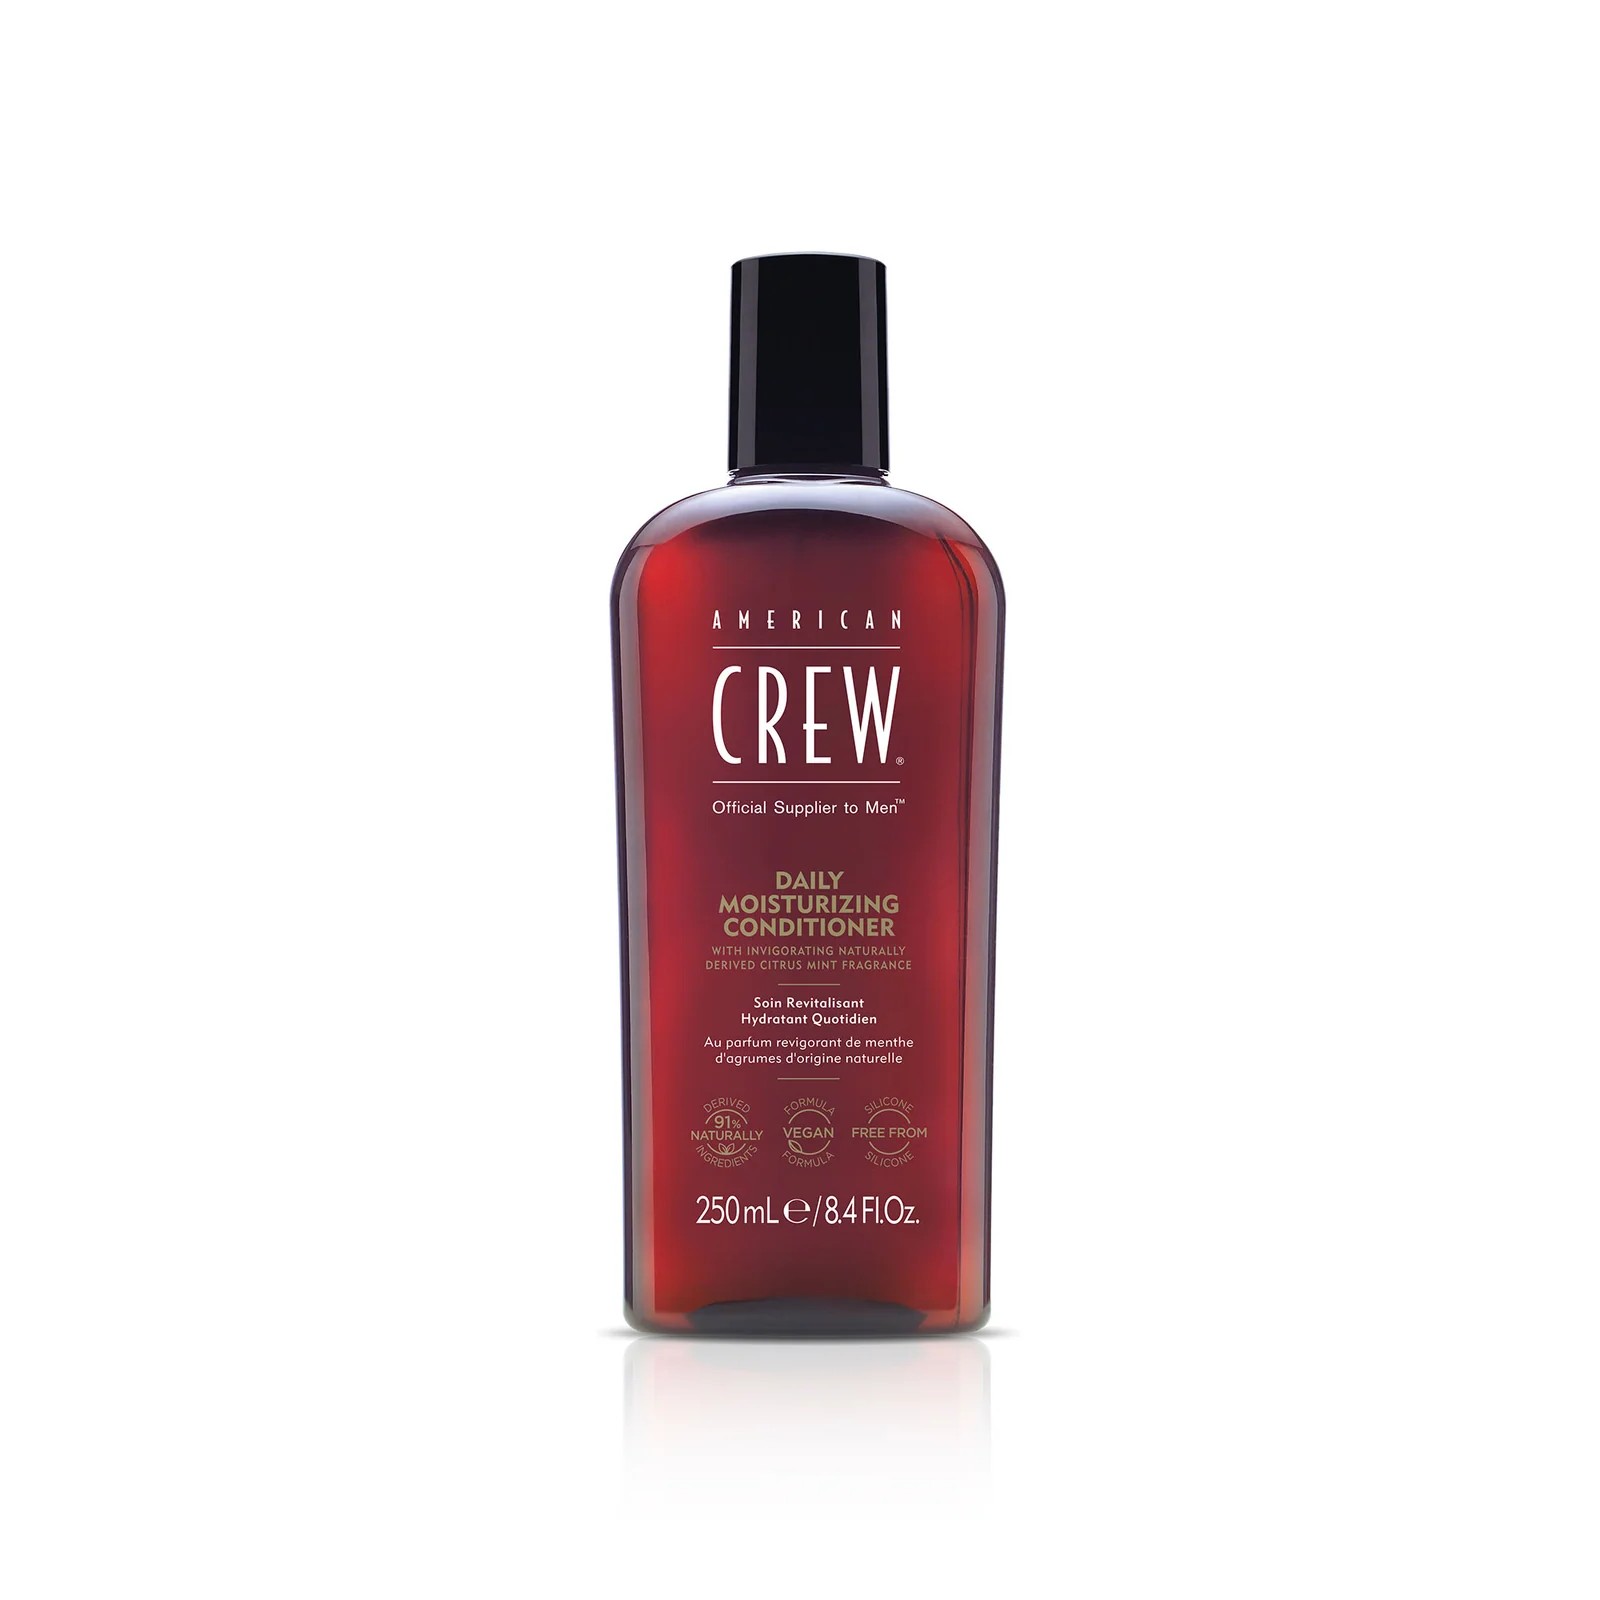 AMERICAN
CREW®
Official Supplier to Men™
DAILY
MOISTURIZING
CONDITIONER
WITH INVIGORATING NATURALLY
DERIVED CITRUS MINT FRAGRANCE
Soin Revitalisant
Hydratant Quotidien
Au parfum revigorant de menthe
d'agrumes d'origine naturelle
DERIVED
91%
NATURALLY
INGREDIENTS
FORMULA
VEGAN
FORMULA
SILICONE
FREE FROM
SILICONE
250 mL ℮/8.4 Fl.Oz.